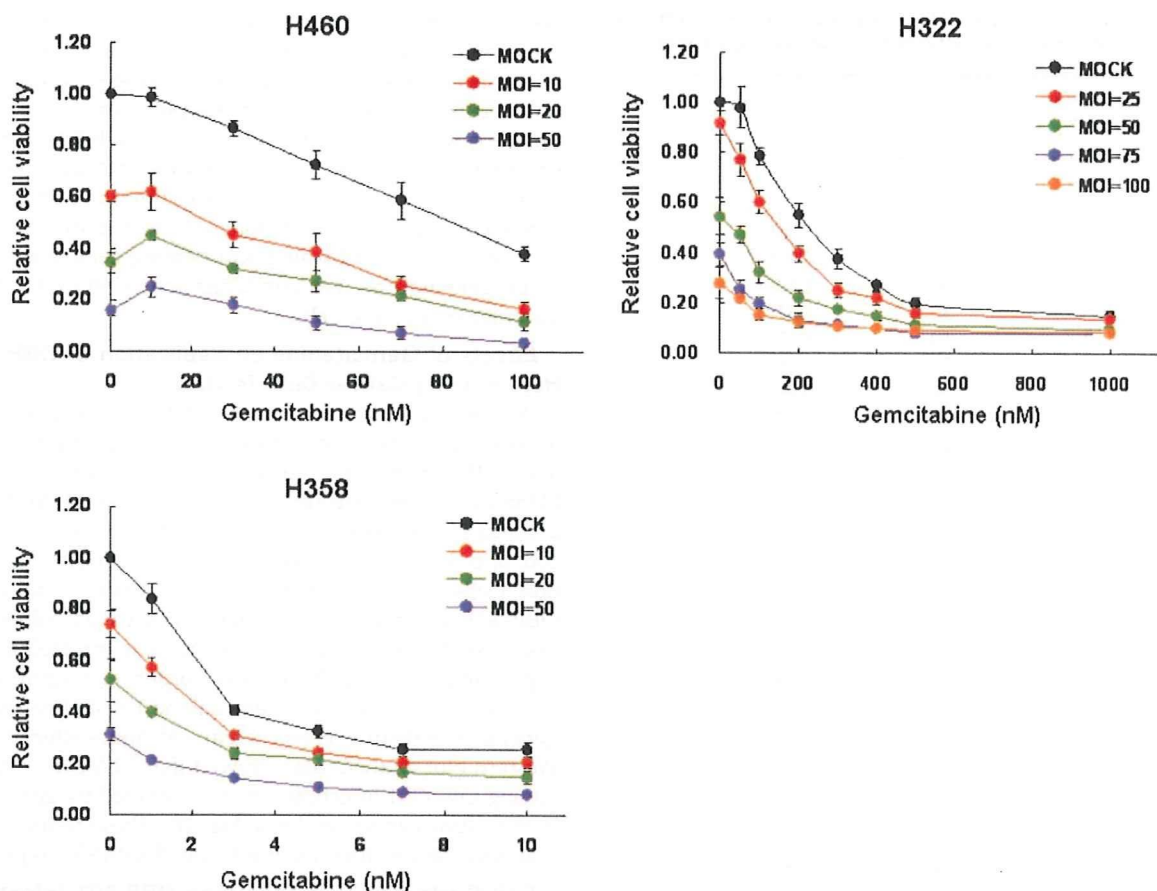 H460
1.20
1.00
0.80
0.60
0.40
0.20
0.00
Relative cell viability
0 20 40 60 80 100
Gemcitabine (nM)
MOCK
MOI=10
MOI=20
MOI=50
H322
1.20
1.00
0.80
0.60
0.40
0.20
0.00
Relative cell viability
0 200 400 600 800 1000
Gemcitabine (nM)
MOCK
MOI=25
MOI=50
MOI=75
MOI=100
H358
1.20
1.00
0.80
0.60
0.40
0.20
0.00
Relative cell viability
0 2 4 6 8 10
Gemcitabine (nM)
MOCK
MOI=10
MOI=20
MOI=50